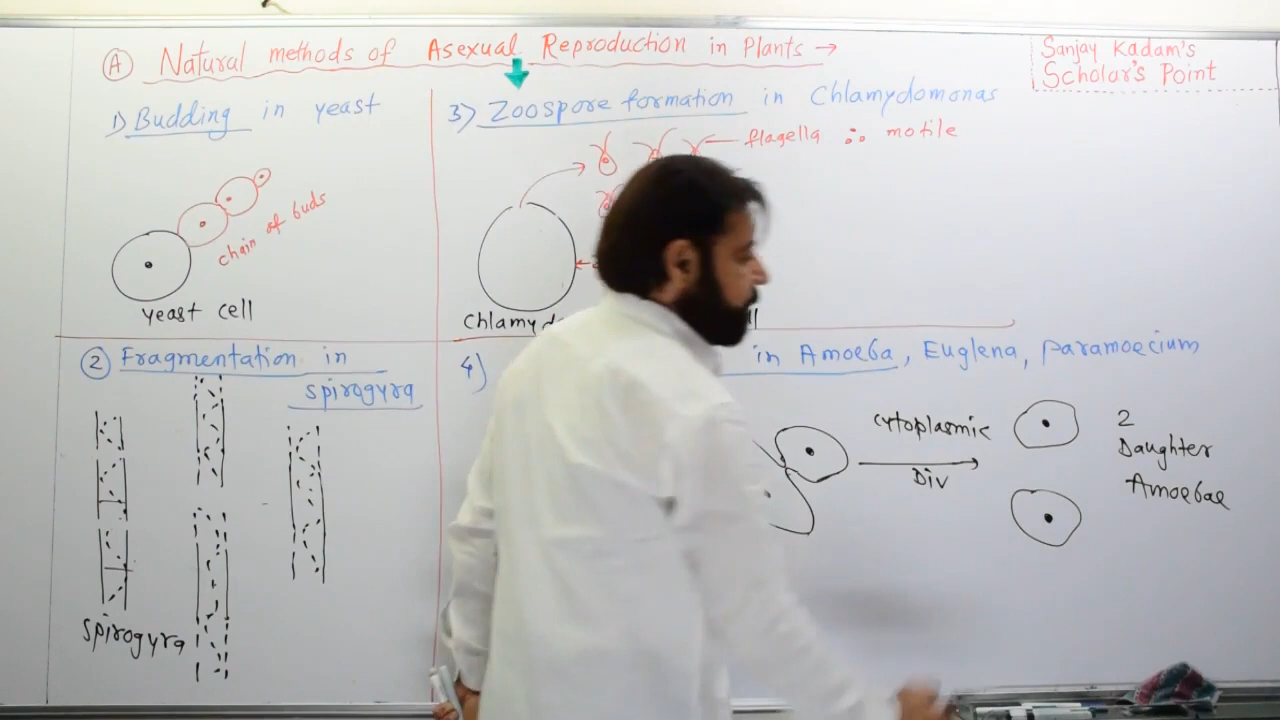 A Natural methods of Asexual Reproduction in Plants →
Sanjay Kadam's
Scholar's Point
1) Budding in yeast
chain of buds
yeast cell
3) Zoospore formation in Chlamydomonas
flagella ∴ motile
2 Fragmentation in
spirogyra
spirogyra
4)
in Amoeba, Euglena, paramoecium
cytoplasmic
Div
2
Daughter
Amoebae